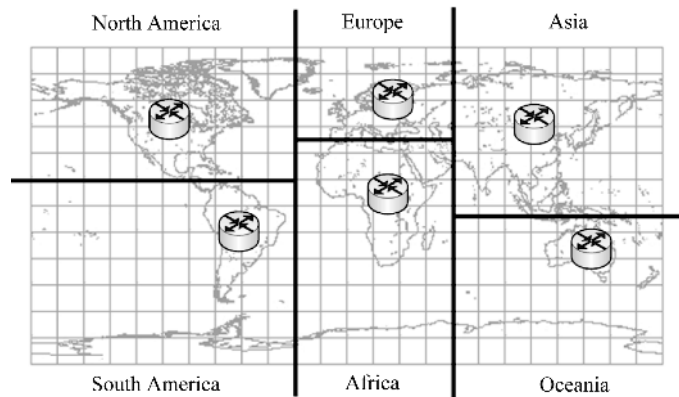 North America
Europe
Asia
South America
Africa
Oceania